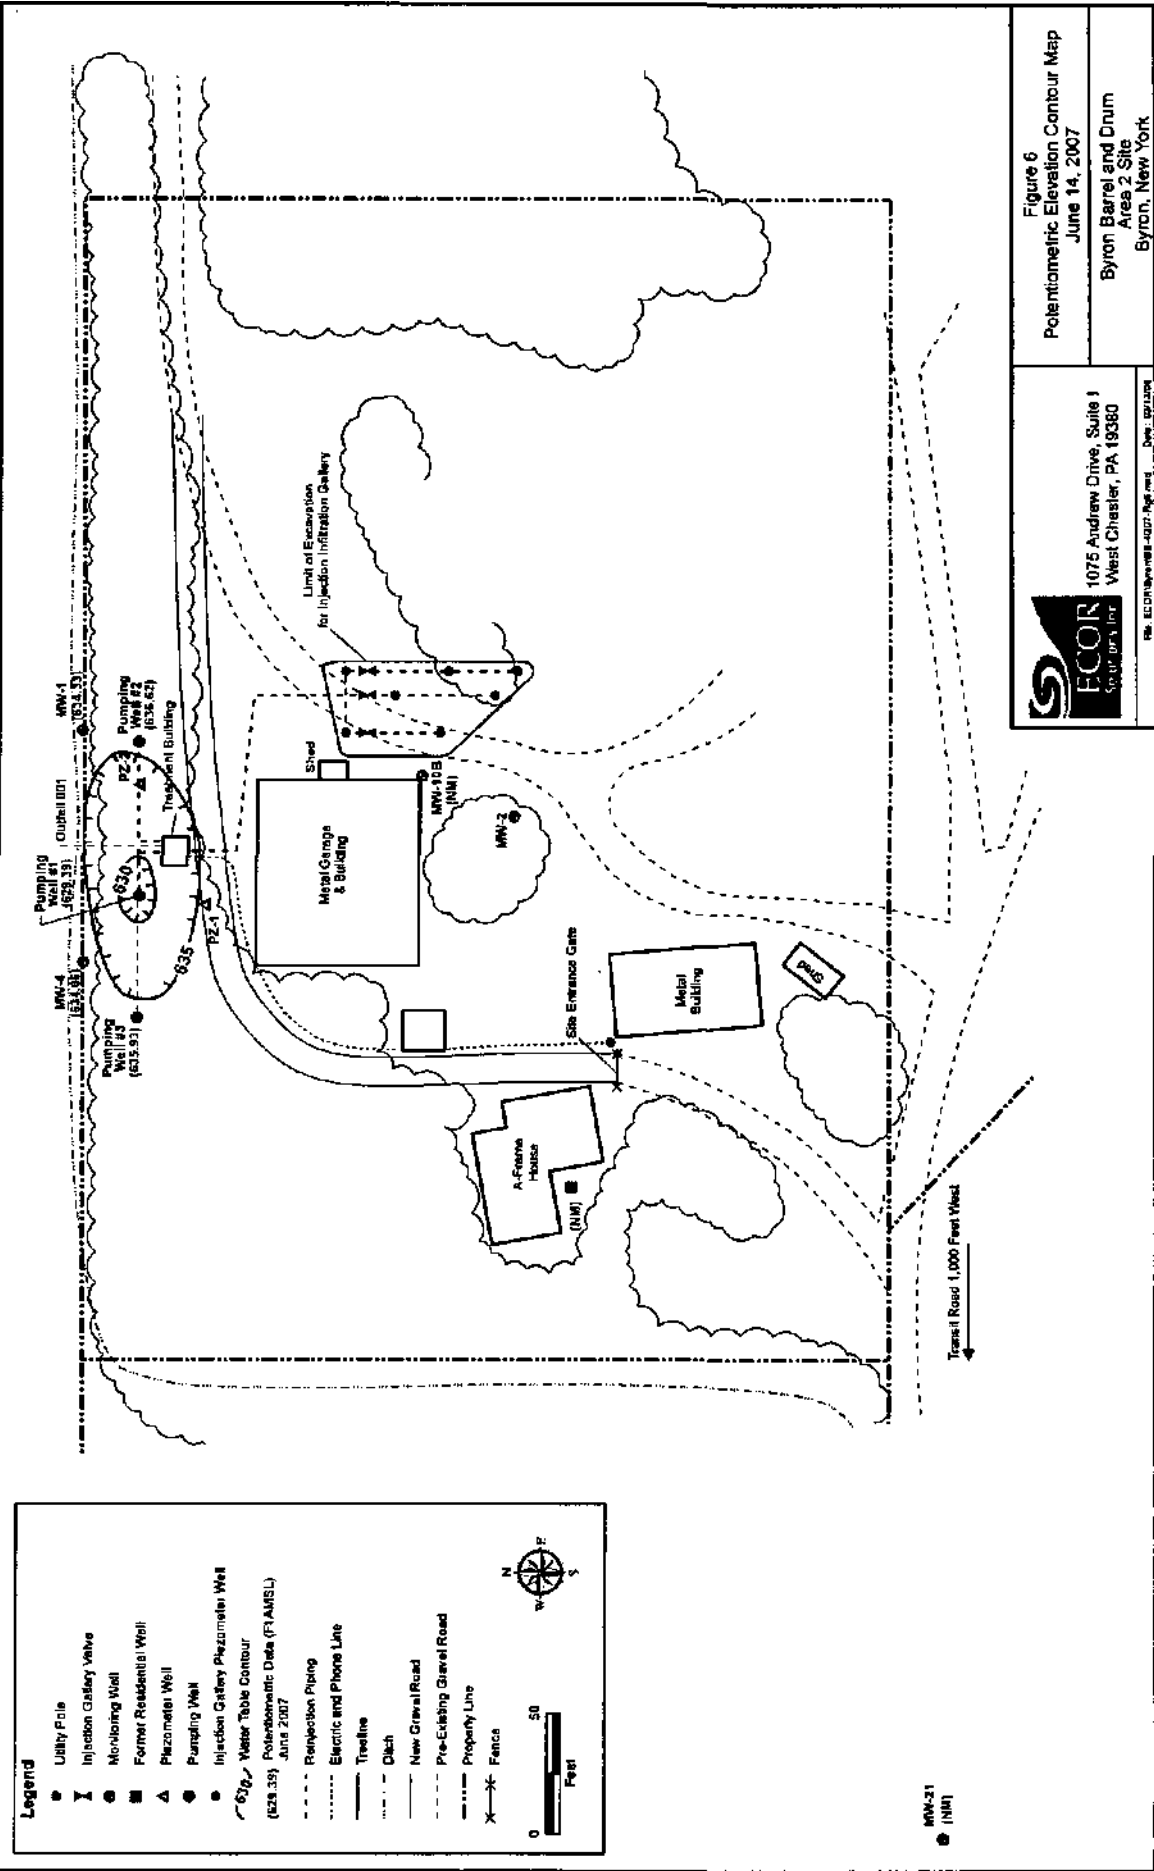 Legend
Utility Pole
Injection Gallery Valve
Monitoring Well
Former Residential Well
Piezometer Well
Pumping Well
Injection Gallery Piezometer Well
630
Water Table Contour
(629.39)
Potentiometric Data (Ft AMSL)
June 2007
Reinjection Piping
Electric and Phone Line
Treeline
Ditch
New Gravel Road
Pre-Existing Gravel Road
Property Line
Fence
0
50
Feet
N
E
S
W
MW-21
(NM)
Pumping
Well #3
(635.93)
MW-4
Pumping
Well #1
(629.39)
Outfall 001
MW-1
Pumping
Well #2
(636.62)
Treatment Building
630
635
PZ-1
Shed
Metal Garage
& Building
MW-10B
(NM)
MW-2
Limit of Excavation
for Injection Infiltration Gallery
Site Entrance Gate
Metal
Building
Shed
A-Frame
House
(NM)
Transit Road 1,000 Feet West
ECOR
1075 Andrew Drive, Suite I
West Chester, PA 19380
Figure 6
Potentiometric Elevation Contour Map
June 14, 2007
Byron Barrel and Drum
Area 2 Site
Byron, New York